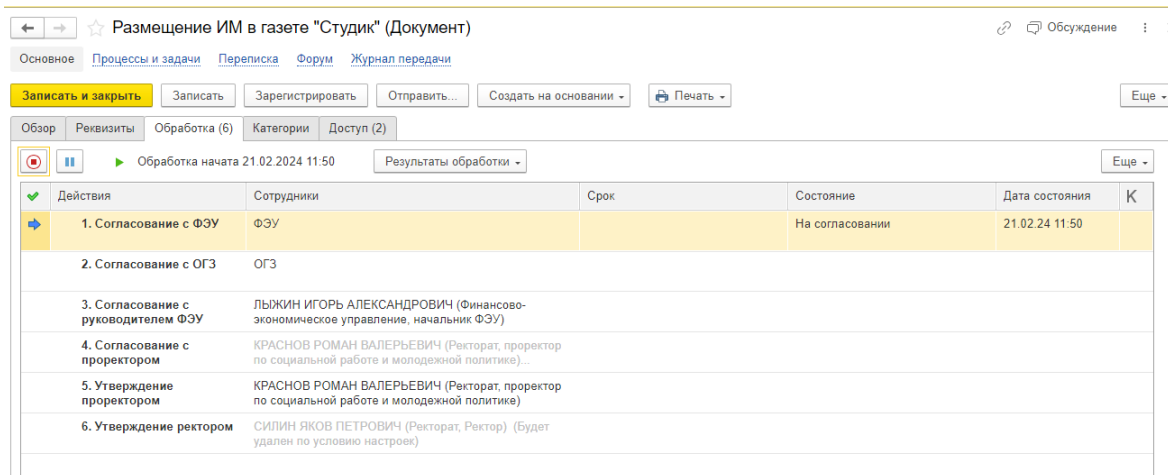 Размещение ИМ в газете "Студик" (Документ)
Обсуждение
Основное Процессы и задачи Переписка Форум Журнал передачи
Записать и закрыть Записать Зарегистрировать Отправить... Создать на основании Печать Еще
Обзор Реквизиты Обработка (6) Категории Доступ (2)
Обработка начата 21.02.2024 11:50 Результаты обработки Еще
Действия Сотрудники Срок Состояние Дата состояния К
1. Согласование с ФЭУ ФЭУ На согласовании 21.02.24 11:50
2. Согласование с ОГЗ ОГЗ
3. Согласование с ЛЫЖИН ИГОРЬ АЛЕКСАНДРОВИЧ (Финансово-
руководителем ФЭУ экономическое управление, начальник ФЭУ)
4. Согласование с КРАСНОВ РОМАН ВАЛЕРЬЕВИЧ (Ректорат, проректор
проректором по социальной работе и молодежной политике)...
5. Утверждение КРАСНОВ РОМАН ВАЛЕРЬЕВИЧ (Ректорат, проректор
проректором по социальной работе и молодежной политике)
6. Утверждение ректором СИЛИН ЯКОВ ПЕТРОВИЧ (Ректорат, Ректор) (Будет
удален по условию настроек)